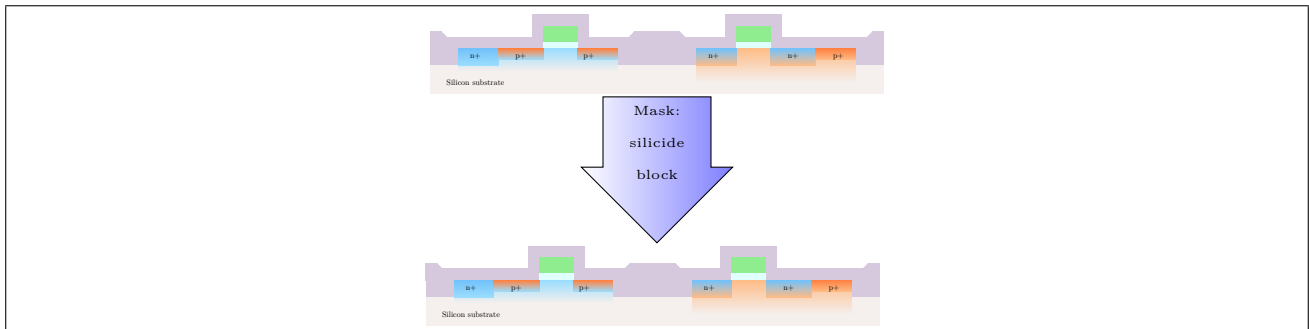 n+ p+ p+ n+ n+ p+
Silicon substrate
Mask:
silicide
block
n+ p+ p+ n+ n+ p+
Silicon substrate